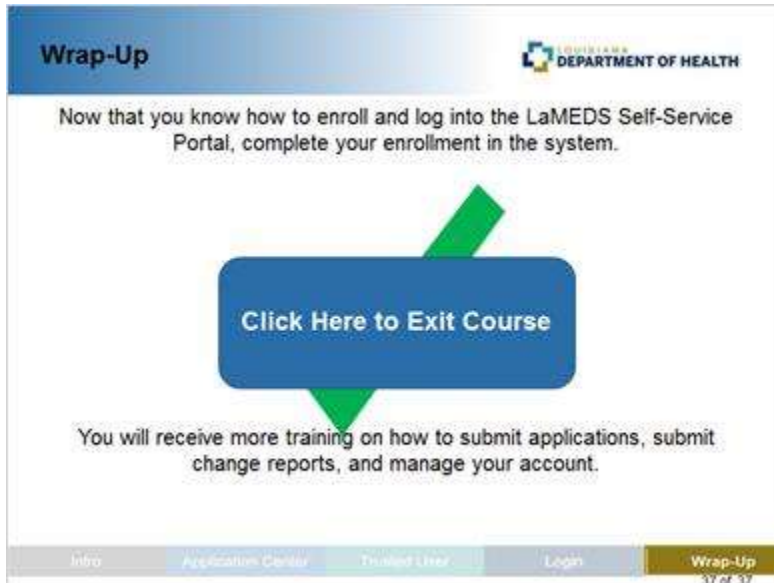 Wrap-Up
LOUISIANA
DEPARTMENT OF HEALTH
Now that you know how to enroll and log into the LaMEDS Self-Service
Portal, complete your enrollment in the system.
Click Here to Exit Course
You will receive more training on how to submit applications, submit
change reports, and manage your account.
Intro Application Center Trusted User Login Wrap-Up
37 of 37